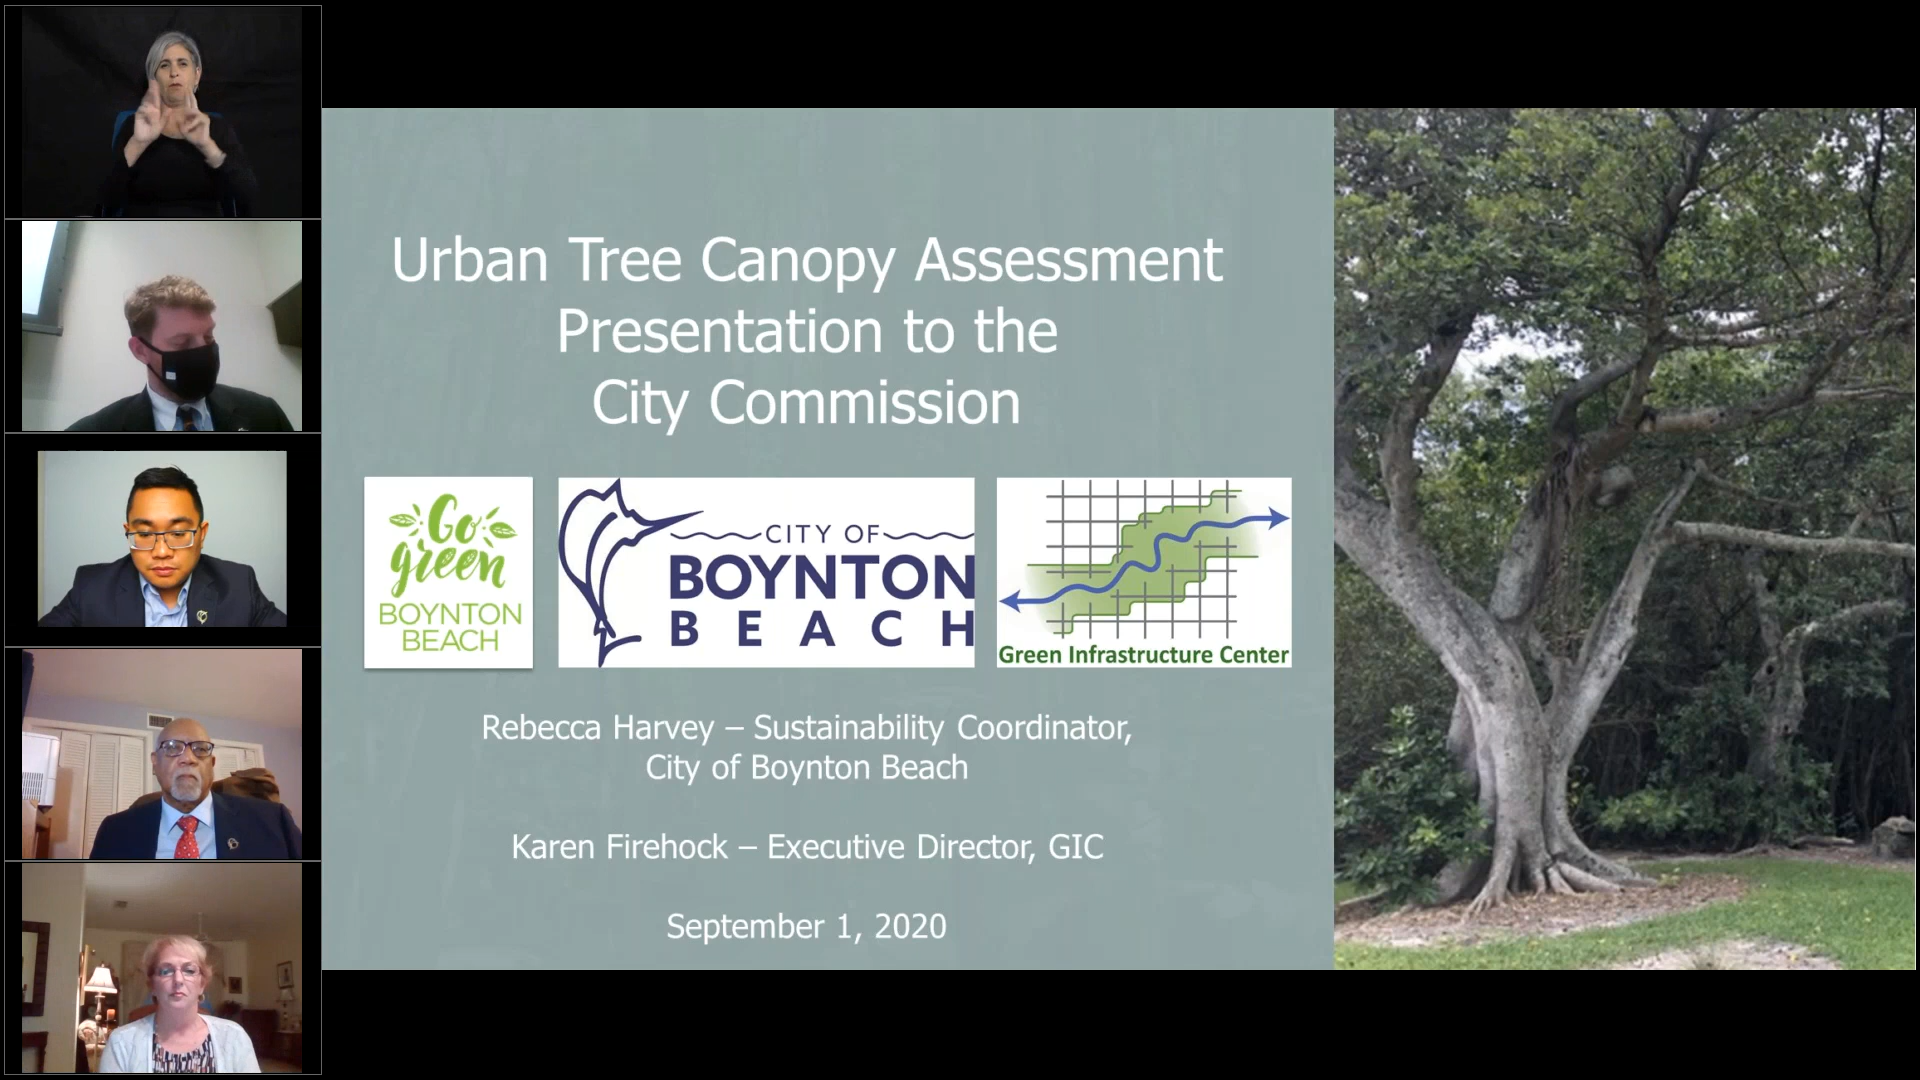 Urban Tree Canopy Assessment
Presentation to the
City Commission
Go
green
BOYNTON
BEACH
CITY OF
BOYNTON
BEACH
Green Infrastructure Center
Rebecca Harvey – Sustainability Coordinator,
City of Boynton Beach
Karen Firehock – Executive Director, GIC
September 1, 2020